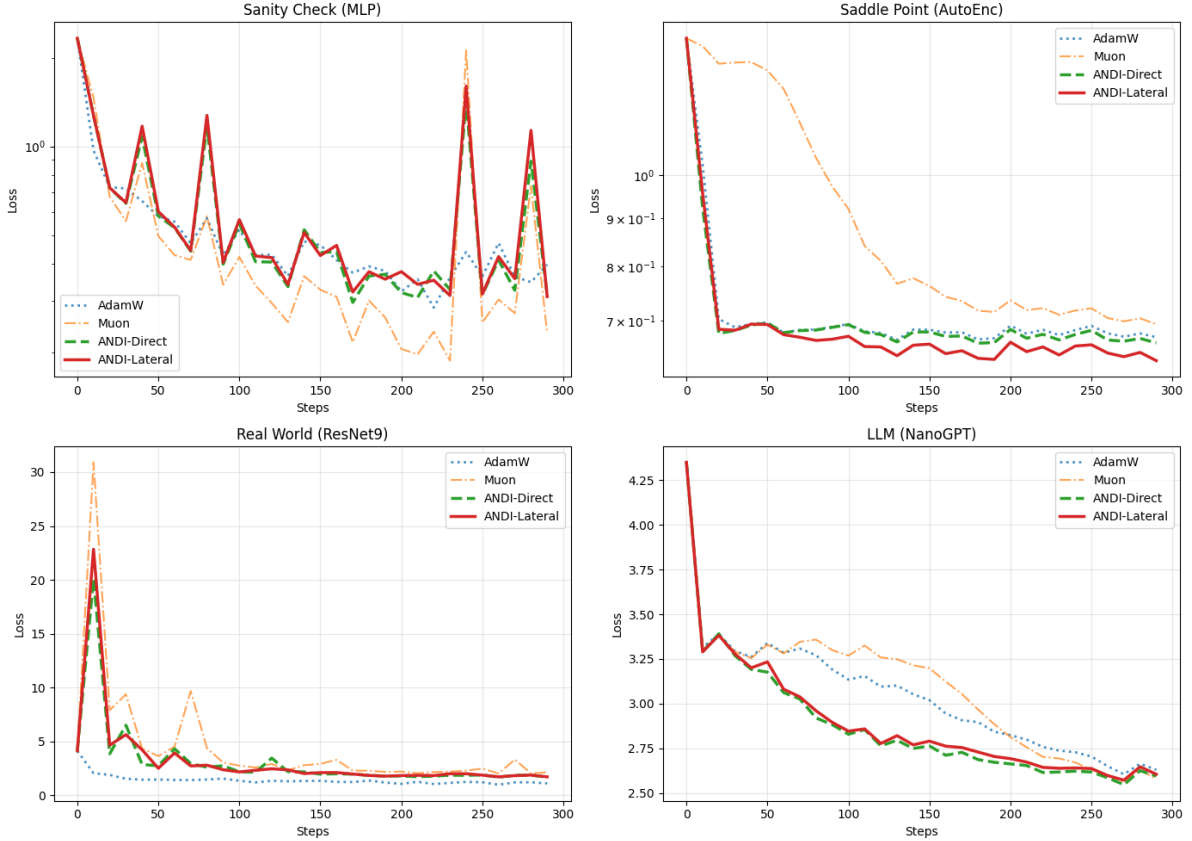 Sanity Check (MLP)
10⁰
Loss
AdamW
Muon
ANDI-Direct
ANDI-Lateral
0 50 100 150 200 250 300
Steps
Saddle Point (AutoEnc)
AdamW
Muon
ANDI-Direct
ANDI-Lateral
10⁰
9 × 10⁻¹
8 × 10⁻¹
7 × 10⁻¹
Loss
0 50 100 150 200 250 300
Steps
Real World (ResNet9)
AdamW
Muon
ANDI-Direct
ANDI-Lateral
30
25
20
15
10
5
0
Loss
0 50 100 150 200 250 300
Steps
LLM (NanoGPT)
AdamW
Muon
ANDI-Direct
ANDI-Lateral
4.25
4.00
3.75
3.50
3.25
3.00
2.75
2.50
Loss
0 50 100 150 200 250 300
Steps